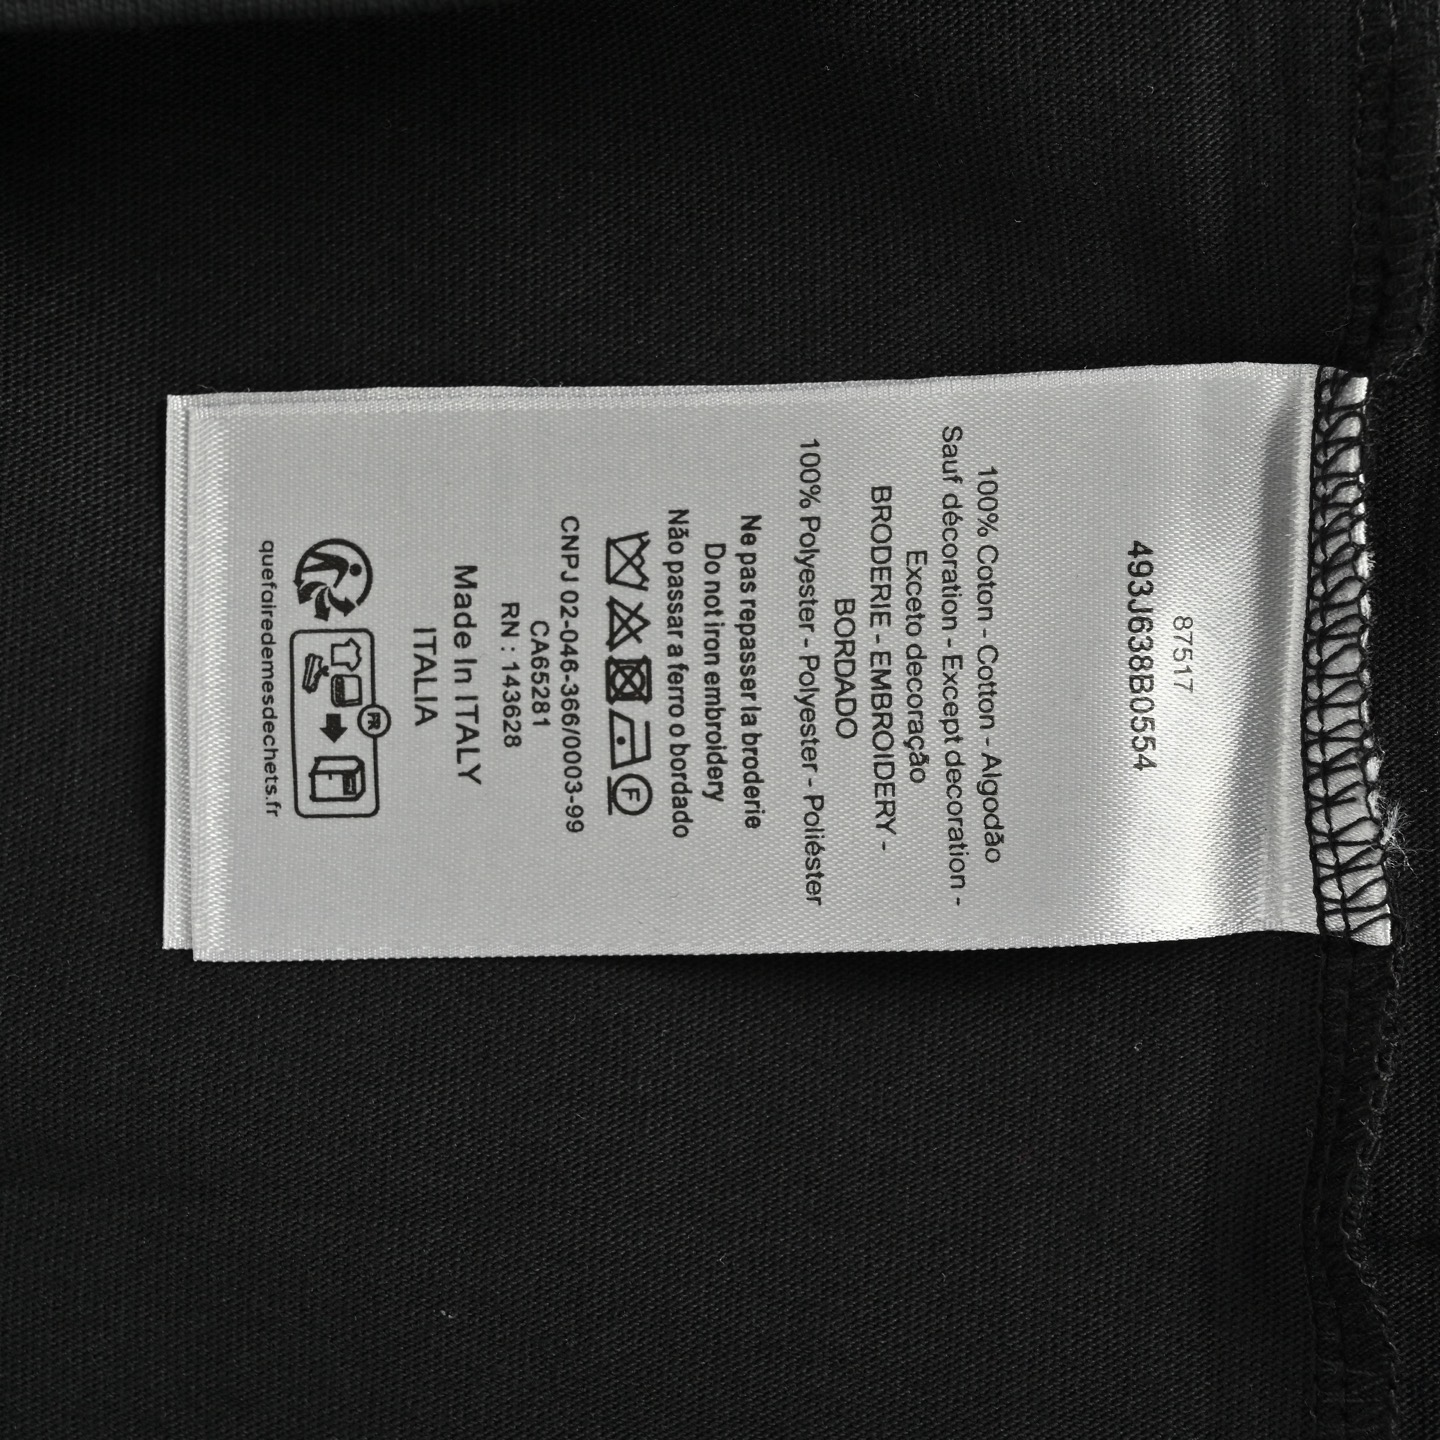 87517
493J638B0554
100% Coton - Cotton - Algodão
Sauf décoration - Except decoration -
Exceto decoração
BRODERIE - EMBROIDERY -
BORDADO
100% Polyester - Polyester - Poliéster
Ne pas repasser la broderie
Do not iron embroidery
Não passar a ferro o bordado
F
CNPJ 02-046-366/0003-99
CA65281
RN : 143628
Made In ITALY
ITALIA
FR
quefairedemesdechets.fr